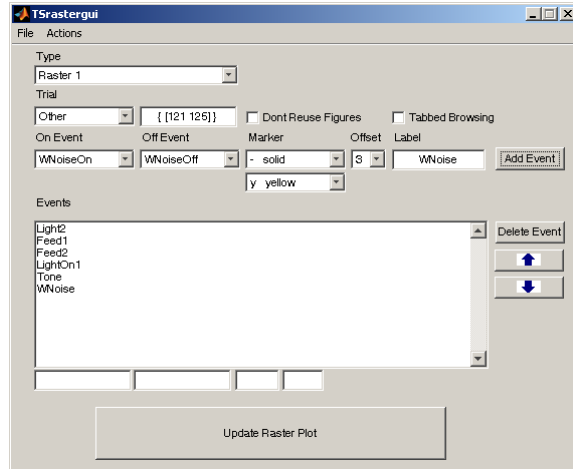 TSrastergui
File Actions
Type
Raster 1
Trial
Other { [121 125] } Dont Reuse Figures Tabbed Browsing
On Event Off Event Marker Offset Label
WNoiseOn WNoiseOff - solid 3 WNoise Add Event
y yellow
Events
Light2
Feed1
Feed2
LightOn1
Tone
WNoise
Delete Event
Update Raster Plot